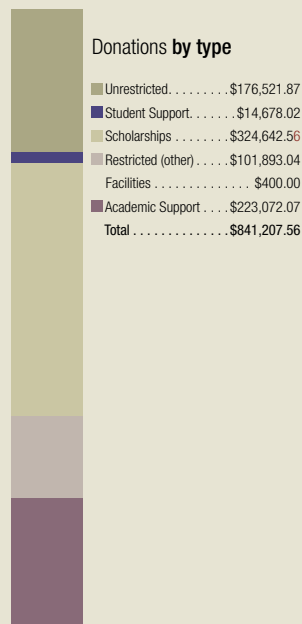 Donations by type
Unrestricted. . . . . . . . . $176,521.87
Student Support. . . . . . . $14,678.02
Scholarships . . . . . . . . $324,642.56
Restricted (other) . . . . . $101,893.04
Facilities . . . . . . . . . . . . . $400.00
Academic Support . . . . $223,072.07
Total . . . . . . . . . . . . . . $841,207.56